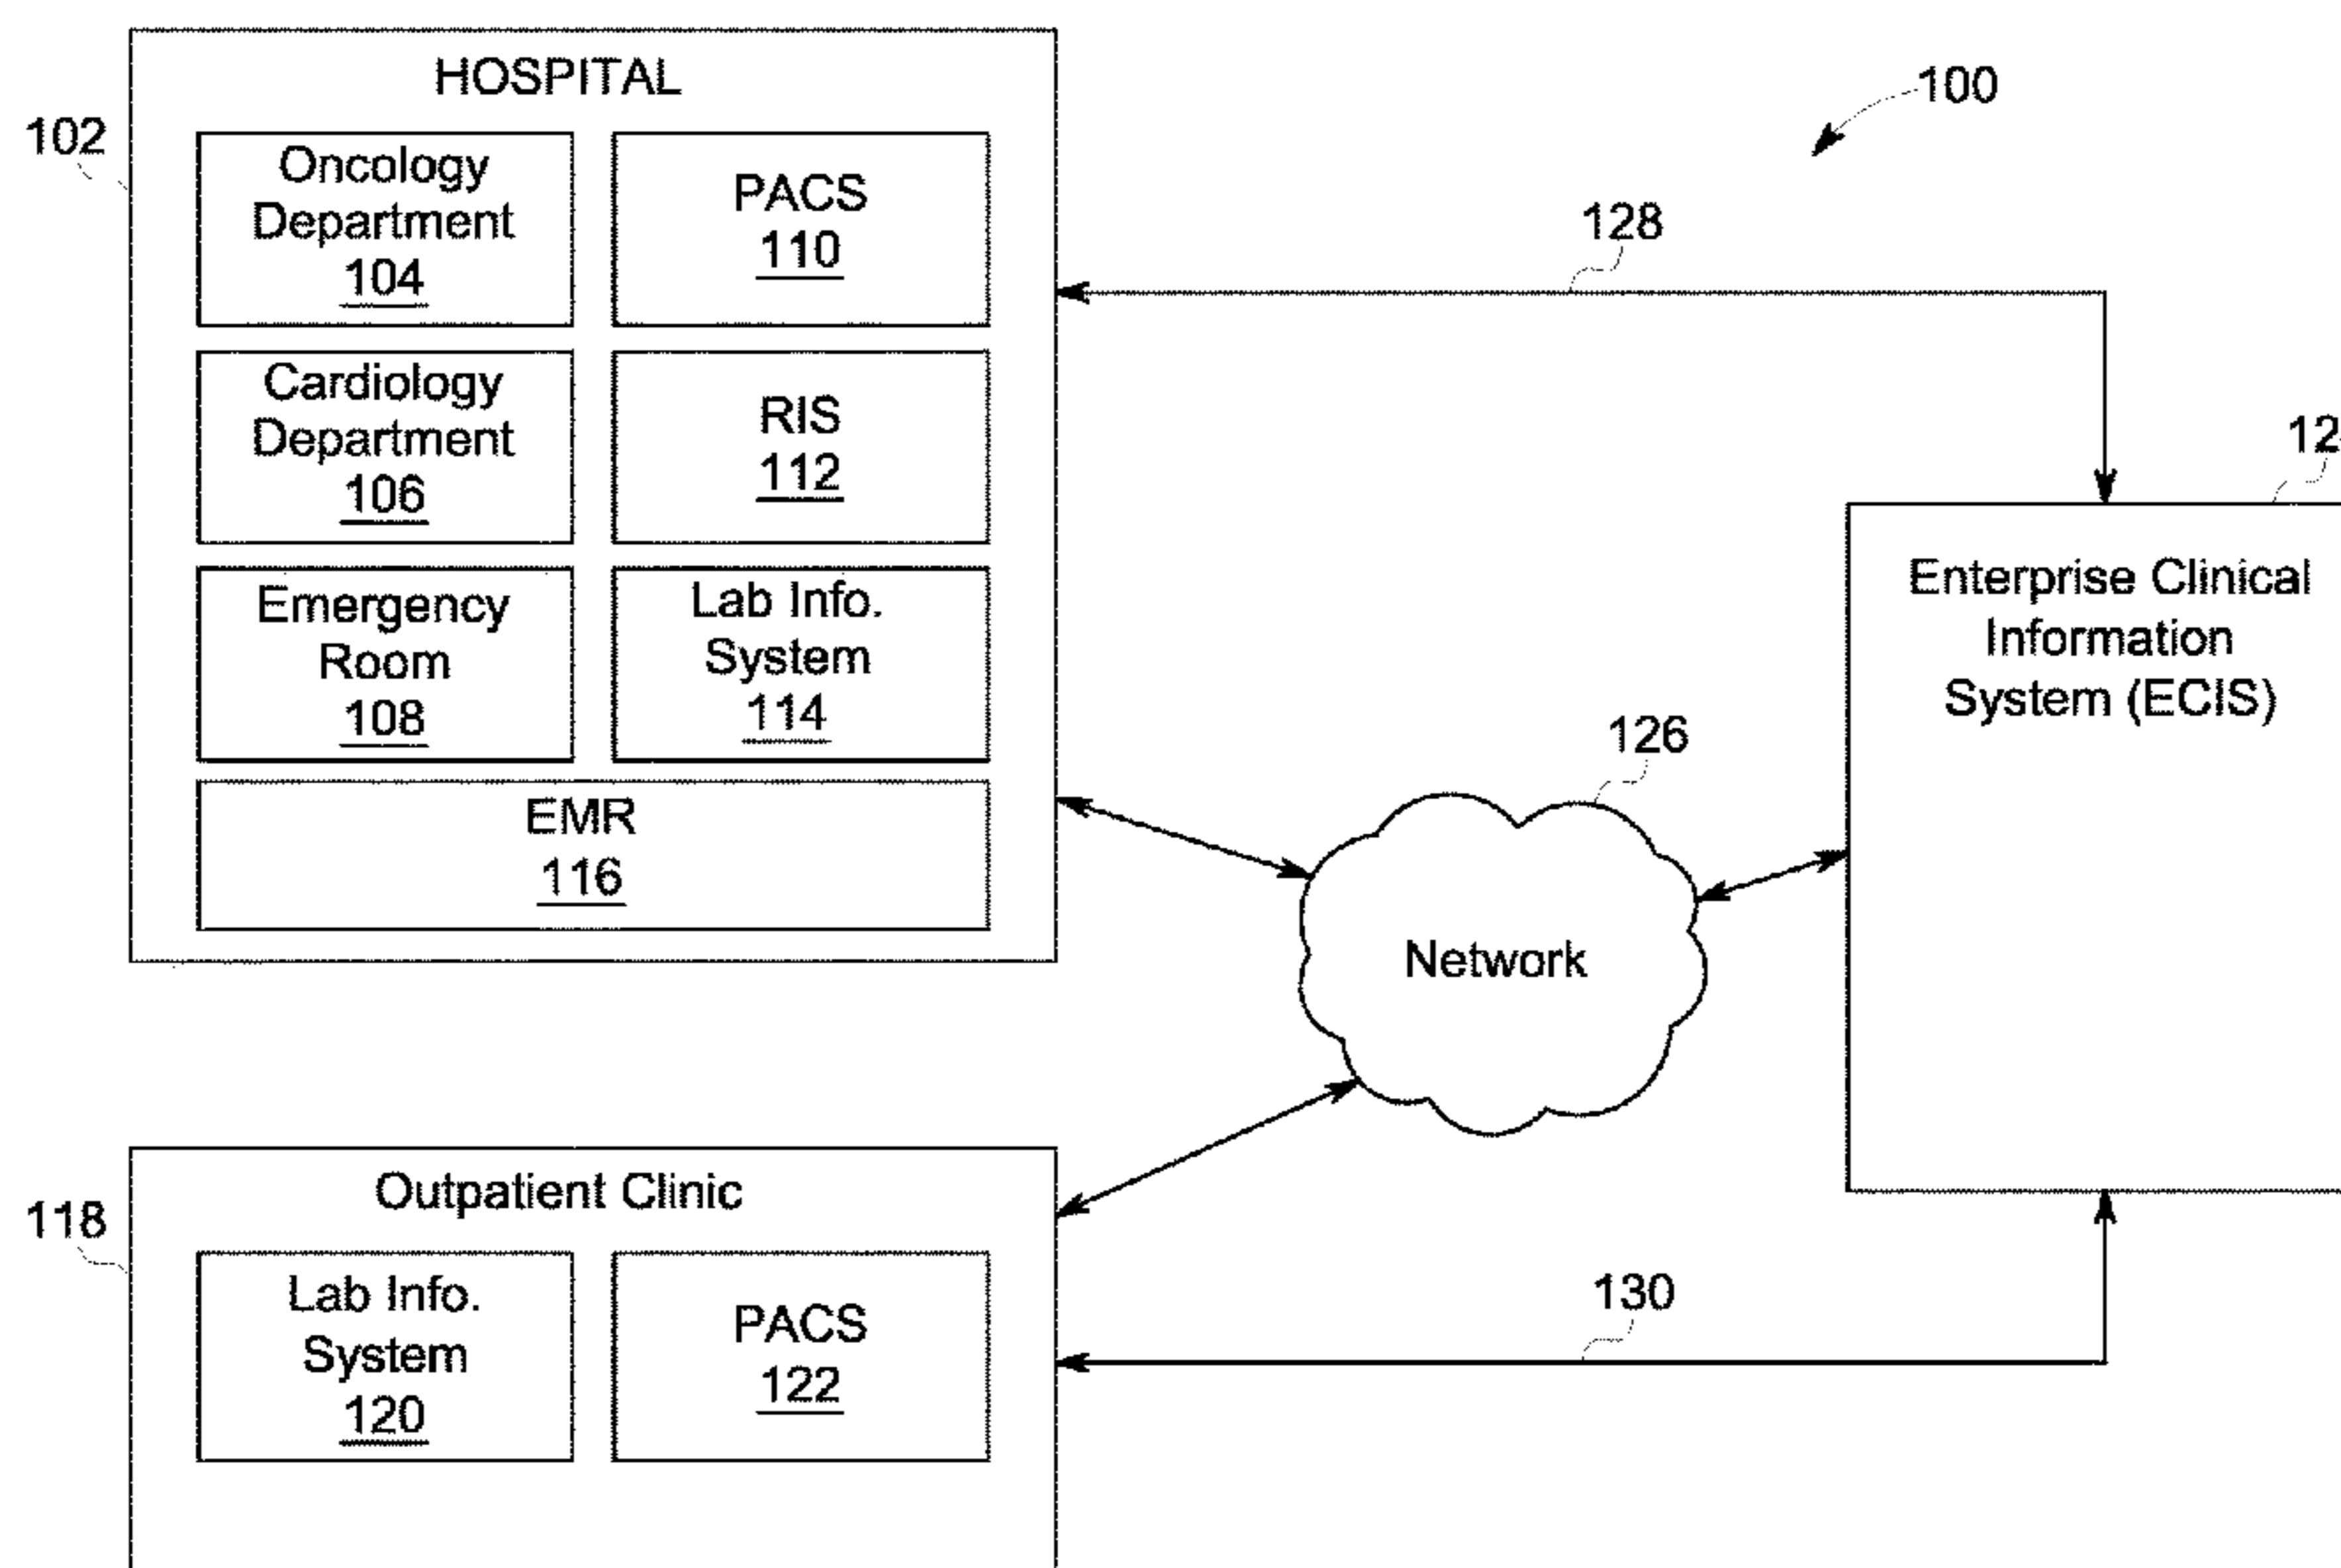 HOSPITAL
102
Oncology
Department
104
PACS
110
Cardiology
Department
106
RIS
112
Emergency
Room
108
Lab Info.
System
114
EMR
116
100
128
Enterprise Clinical
Information
System (ECIS)
126
Network
118
Outpatient Clinic
Lab Info.
System
120
PACS
122
130